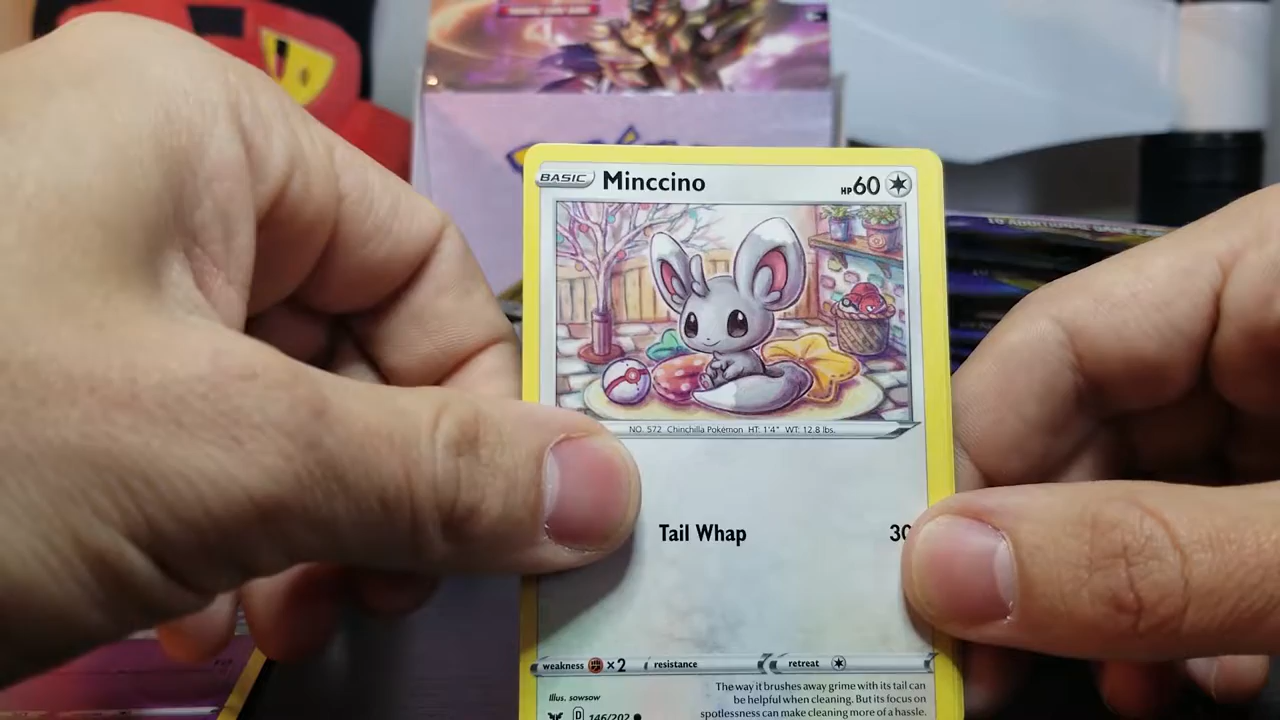 BASIC Minccino HP 60
NO. 572 Chinchilla Pokémon HT: 1'4" WT: 12.8 lbs.
Tail Whap 30
weakness ×2 resistance retreat
Illus. sowsow
The way it brushes away grime with its tail can
be helpful when cleaning. But its focus on
spotlessness can make cleaning more of a hassle.
D 146/202